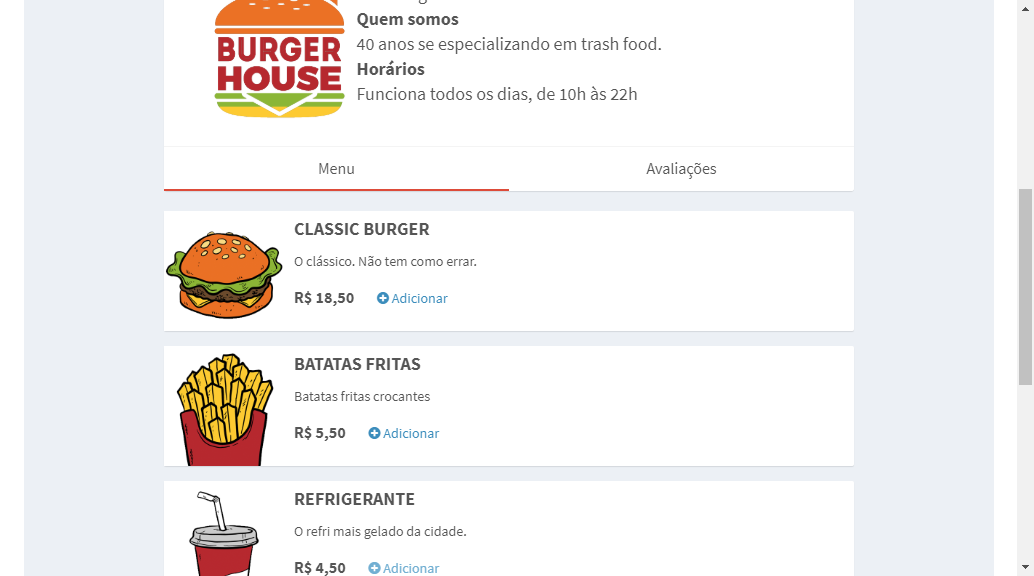 BURGER
HOUSE
Quem somos
40 anos se especializando em trash food.
Horários
Funciona todos os dias, de 10h às 22h
Menu
Avaliações
CLASSIC BURGER
O clássico. Não tem como errar.
R$ 18,50
Adicionar
BATATAS FRITAS
Batatas fritas crocantes
R$ 5,50
Adicionar
REFRIGERANTE
O refri mais gelado da cidade.
R$ 4,50
Adicionar